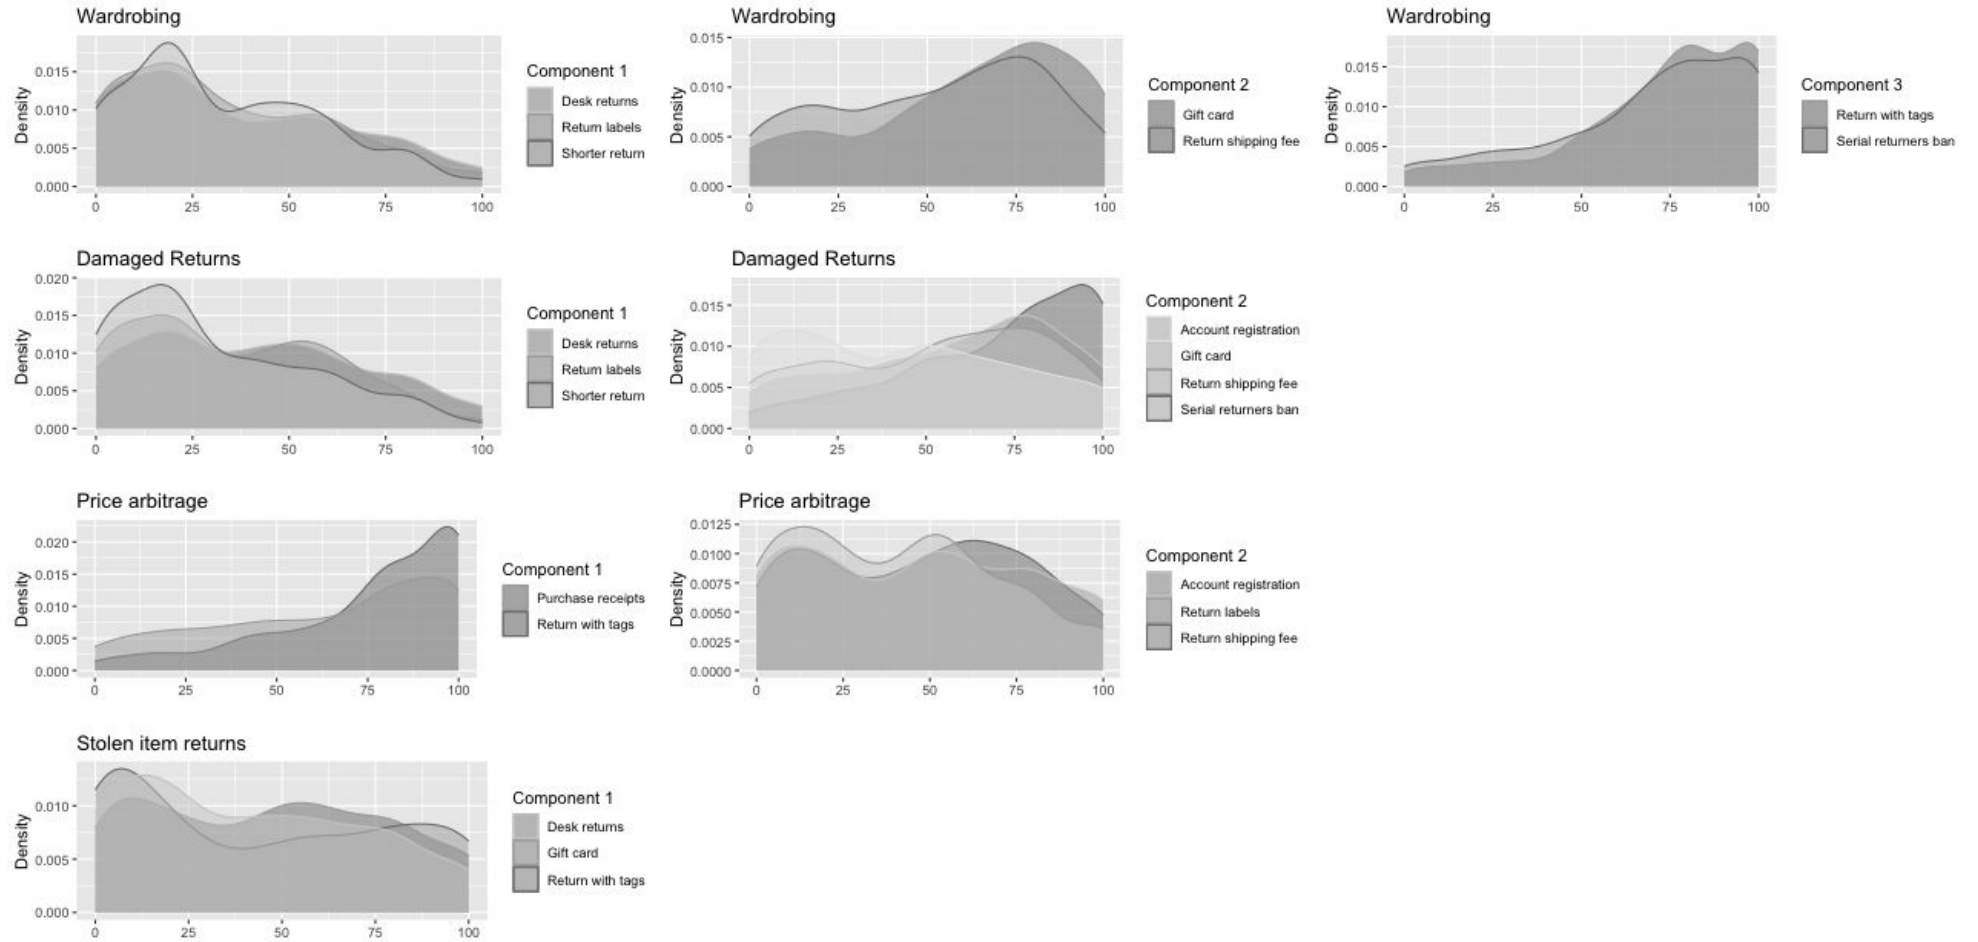 Wardrobing
Density
0.015
0.010
0.005
0.000
0 25 50 75 100
Component 1
Desk returns
Return labels
Shorter return
Wardrobing
Density
0.015
0.010
0.005
0.000
0 25 50 75 100
Component 2
Gift card
Return shipping fee
Wardrobing
Density
0.015
0.010
0.005
0.000
0 25 50 75 100
Component 3
Return with tags
Serial returners ban
Damaged Returns
Density
0.020
0.015
0.010
0.005
0.000
0 25 50 75 100
Component 1
Desk returns
Return labels
Shorter return
Damaged Returns
Density
0.015
0.010
0.005
0.000
0 25 50 75 100
Component 2
Account registration
Gift card
Return shipping fee
Serial returners ban
Price arbitrage
Density
0.020
0.015
0.010
0.005
0.000
0 25 50 75 100
Component 1
Purchase receipts
Return with tags
Price arbitrage
Density
0.0125
0.0100
0.0075
0.0050
0.0025
0.0000
0 25 50 75 100
Component 2
Account registration
Return labels
Return shipping fee
Stolen item returns
Density
0.010
0.005
0.000
0 25 50 75 100
Component 1
Desk returns
Gift card
Return with tags